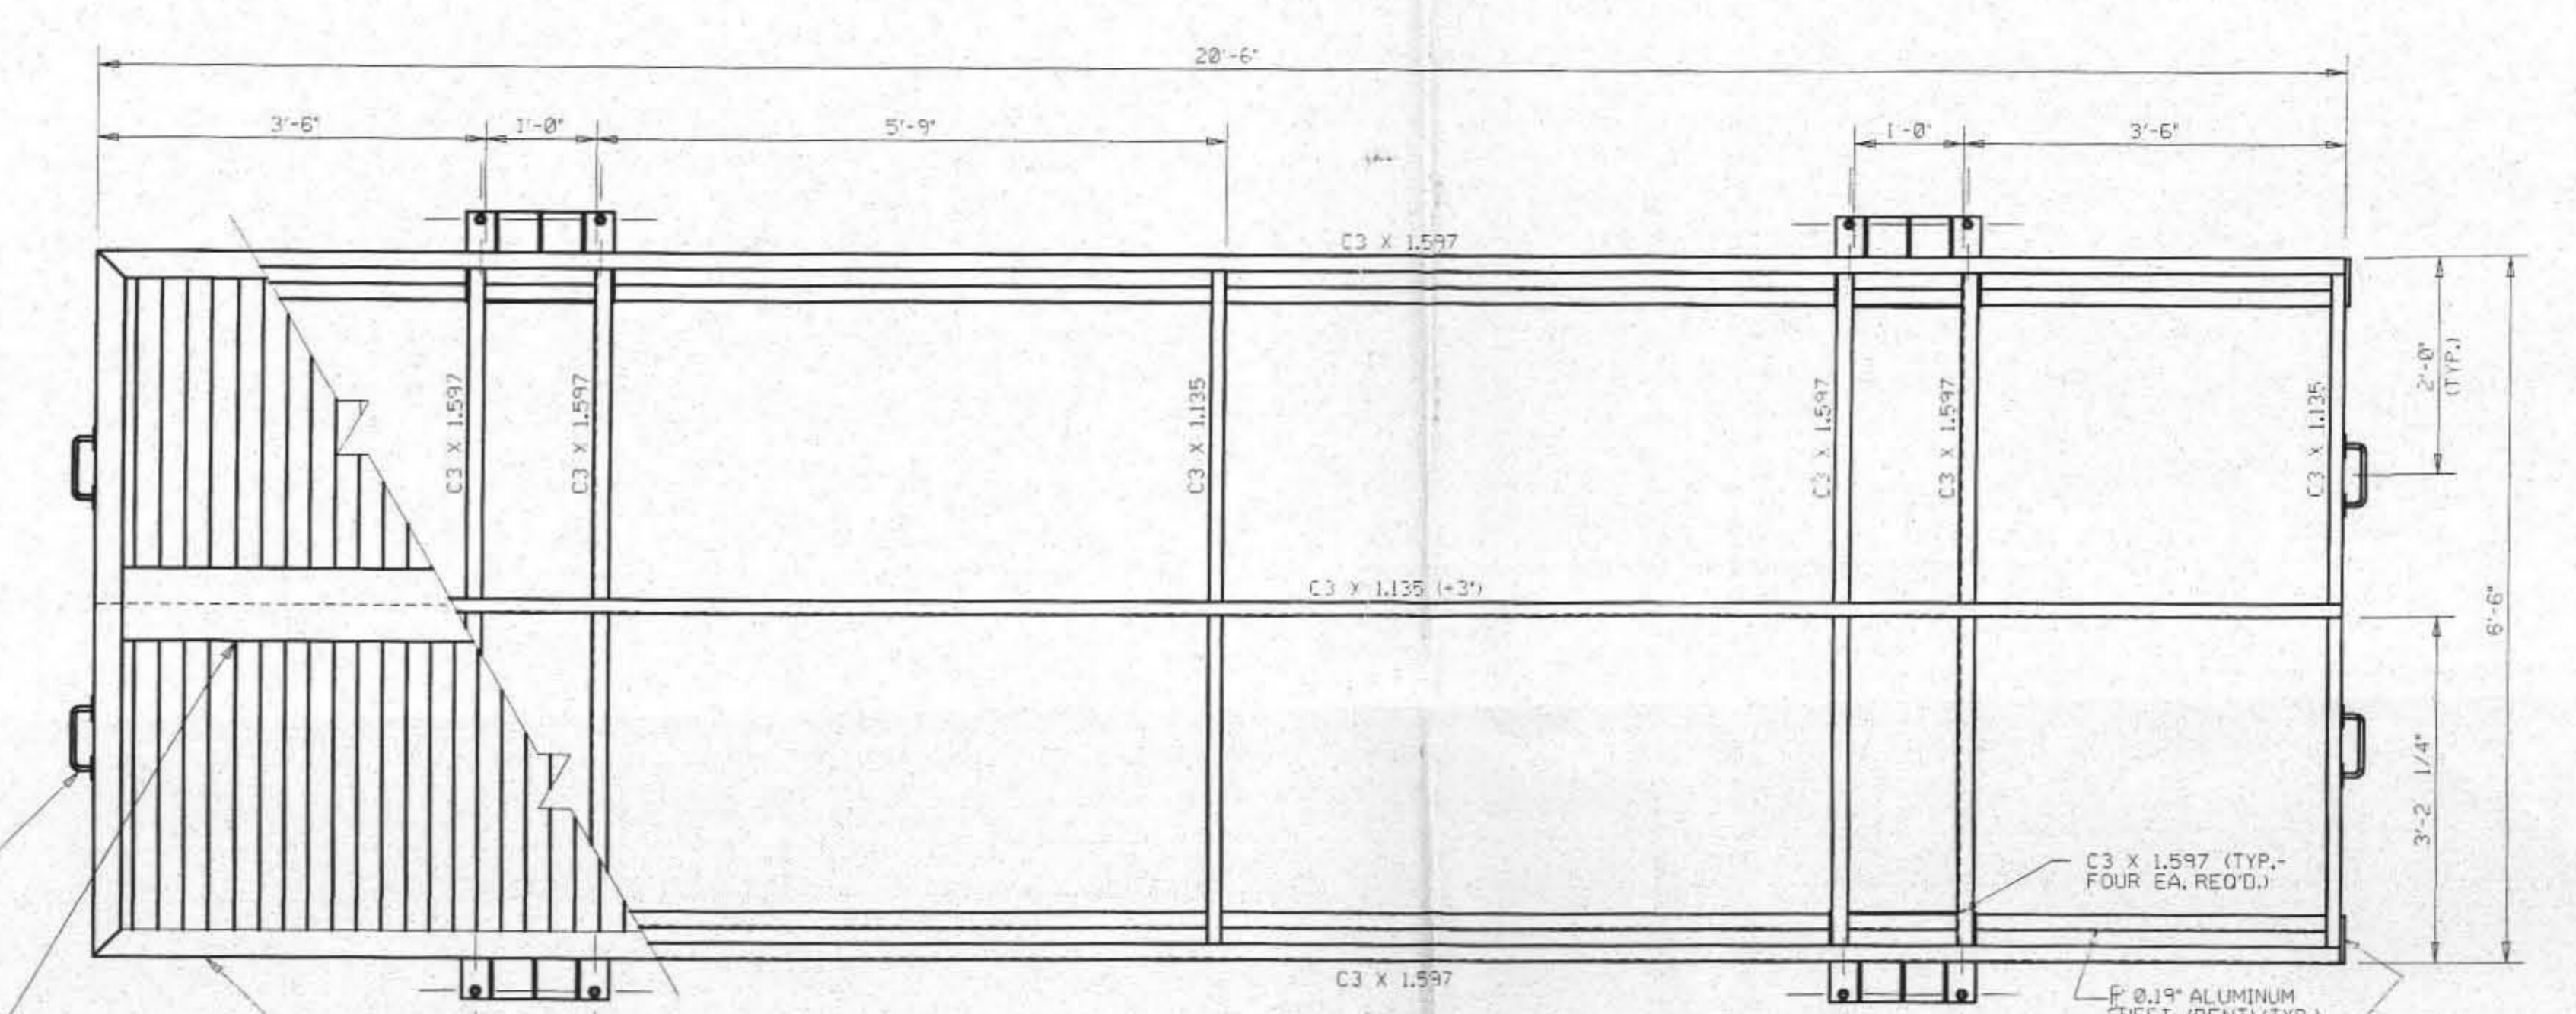 20'-6"
3'-6"
1'-0"
5'-9"
1'-0"
3'-6"
C3 X 1.597
C3 X 1.597
C3 X 1.597
C3 X 1.135
C3 X 1.597
C3 X 1.597
C3 X 1.135
2'-0"
(TYP.)
C3 X 1.135 (+3")
6'-6"
3'-2 1/4"
C3 X 1.597 (TYP.-
FOUR EA. REQ'D.)
C3 X 1.597
℄ 0.19" ALUMINUM